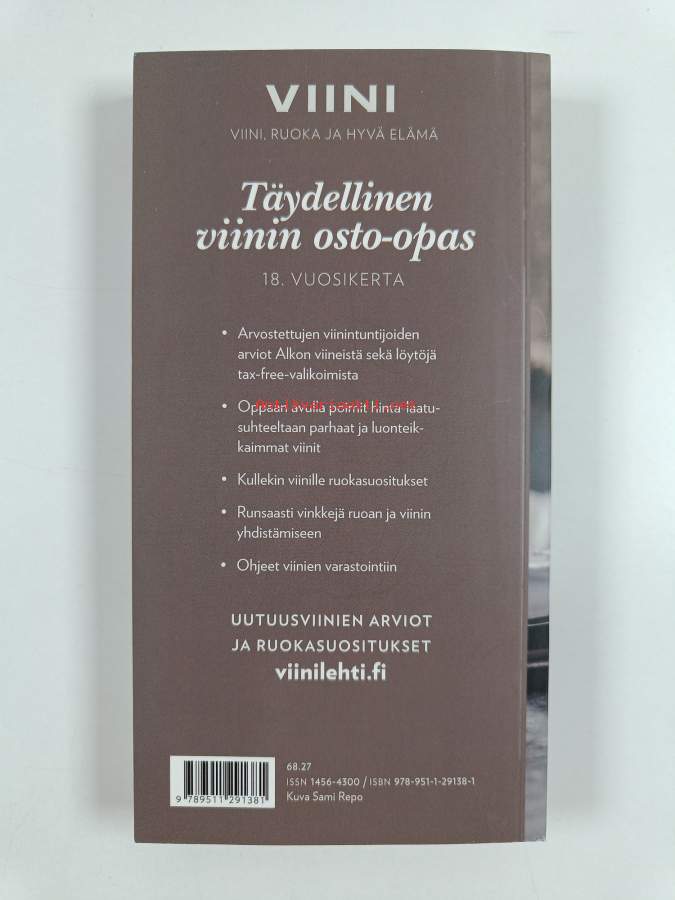 VIINI
VIINI, RUOKA JA HYVÄ ELÄMÄ
Täydellinen
viinin osto-opas
18. VUOSIKERTA
• Arvostettujen viinintuntijoiden
arviot Alkon viineistä sekä löytöjä
tax-free-valikoimista
• Oppaan avulla poimit hinta-laatu-
suhteeltaan parhaat ja luonteik-
kaimmat viinit
• Kullekin viinille ruokasuositukset
• Runsaasti vinkkejä ruoan ja viinin
yhdistämiseen
• Ohjeet viinien varastointiin
UUTUUSVIINIEN ARVIOT
JA RUOKASUOSITUKSET
viinilehti.fi
68.27
ISSN 1456-4300 / ISBN 978-951-1-29138-1
Kuva Sami Repo
9 789511 291381